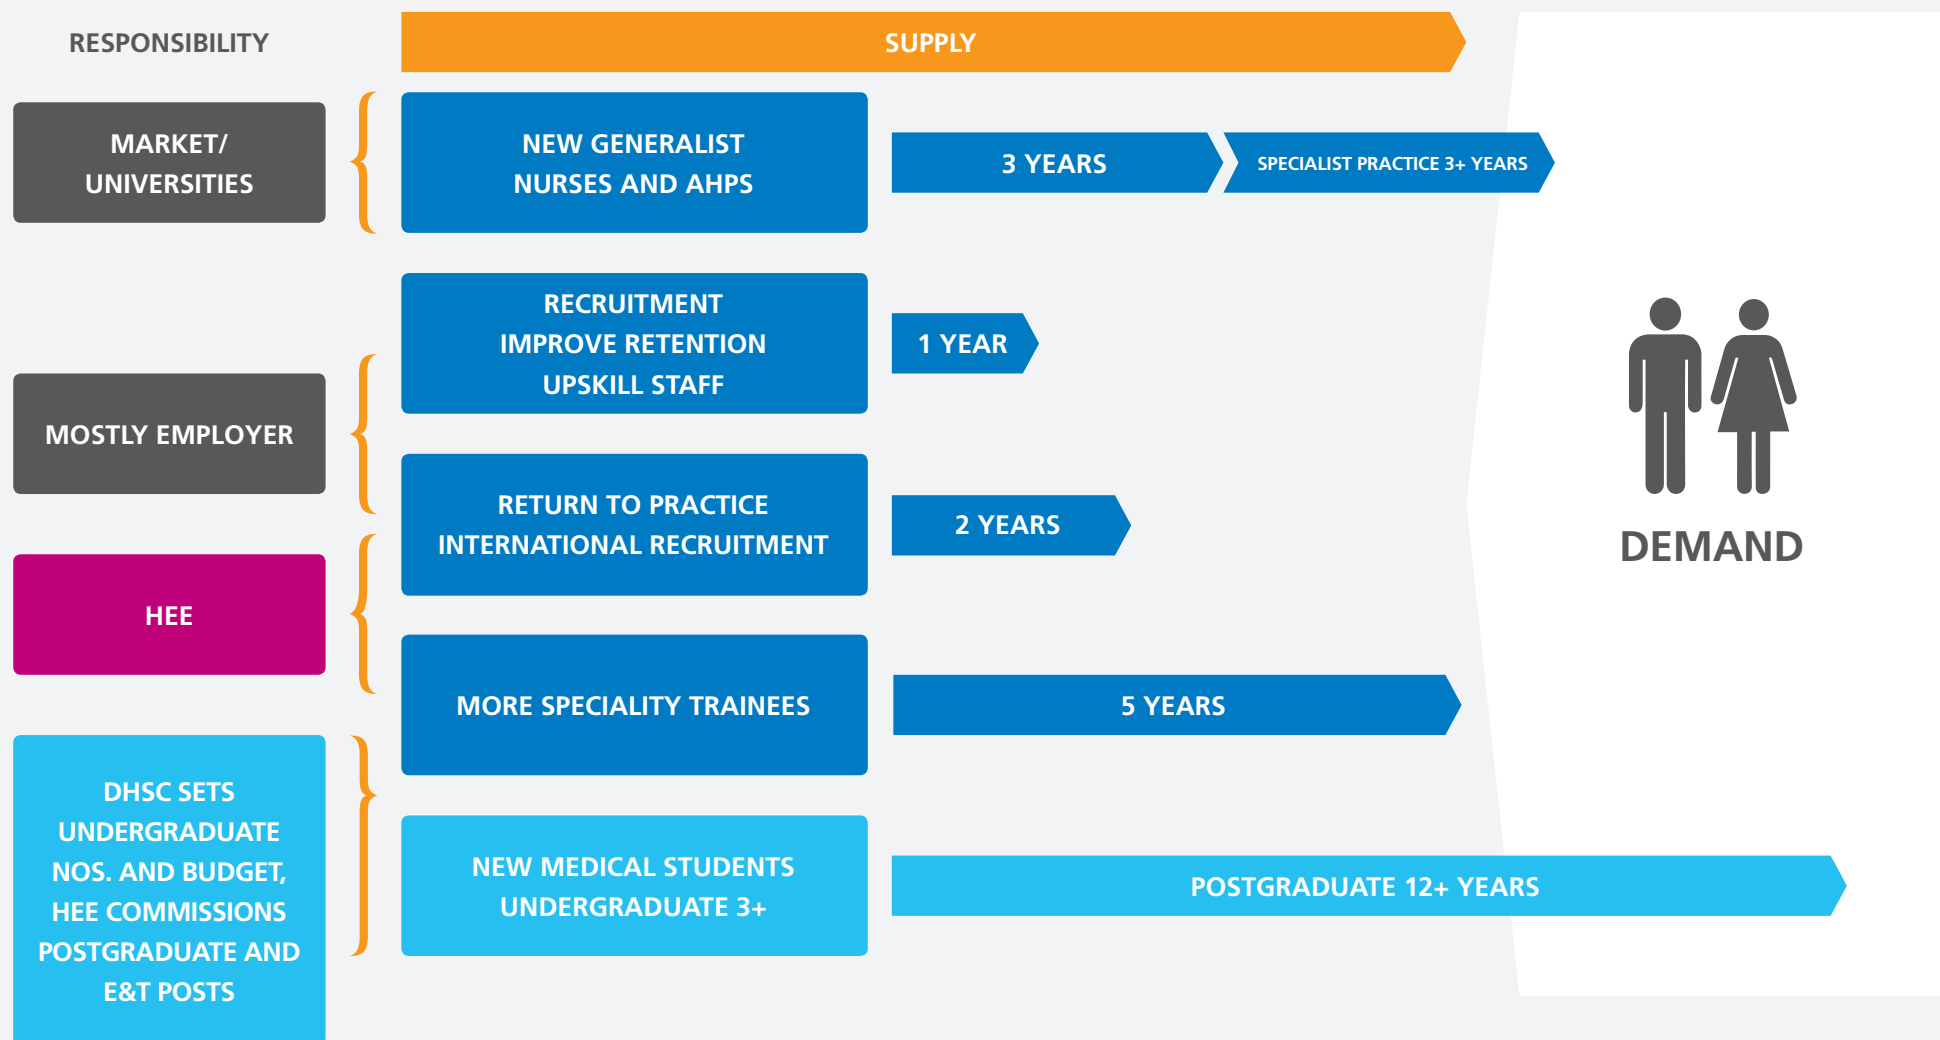 RESPONSIBILITY
SUPPLY
MARKET/
UNIVERSITIES
NEW GENERALIST
NURSES AND AHPS
3 YEARS
SPECIALIST PRACTICE 3+ YEARS
RECRUITMENT
IMPROVE RETENTION
UPSKILL STAFF
1 YEAR
MOSTLY EMPLOYER
RETURN TO PRACTICE
INTERNATIONAL RECRUITMENT
2 YEARS
DEMAND
HEE
MORE SPECIALITY TRAINEES
5 YEARS
DHSC SETS
UNDERGRADUATE
NOS. AND BUDGET,
HEE COMMISSIONS
POSTGRADUATE AND
E&T POSTS
NEW MEDICAL STUDENTS
UNDERGRADUATE 3+
POSTGRADUATE 12+ YEARS